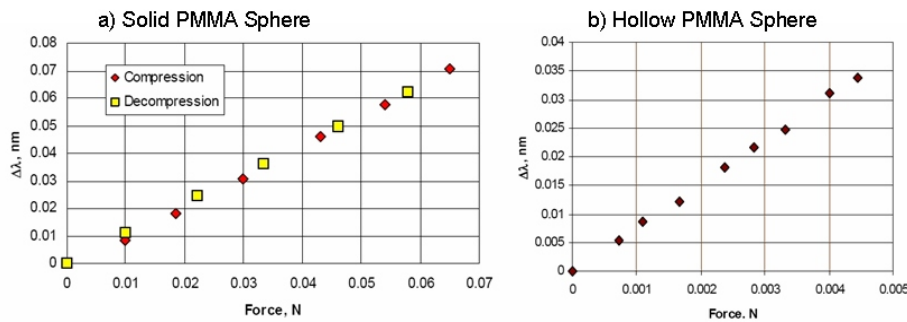 a) Solid PMMA Sphere
0.08
0.07
0.06
0.05
0.04
0.03
0.02
0.01
0
Δλ, nm
Compression
Decompression
0 0.01 0.02 0.03 0.04 0.05 0.06 0.07
Force, N
b) Hollow PMMA Sphere
0.04
0.035
0.03
0.025
0.02
0.015
0.01
0.005
0
Δλ, nm
0 0.001 0.002 0.003 0.004 0.005
Force. N